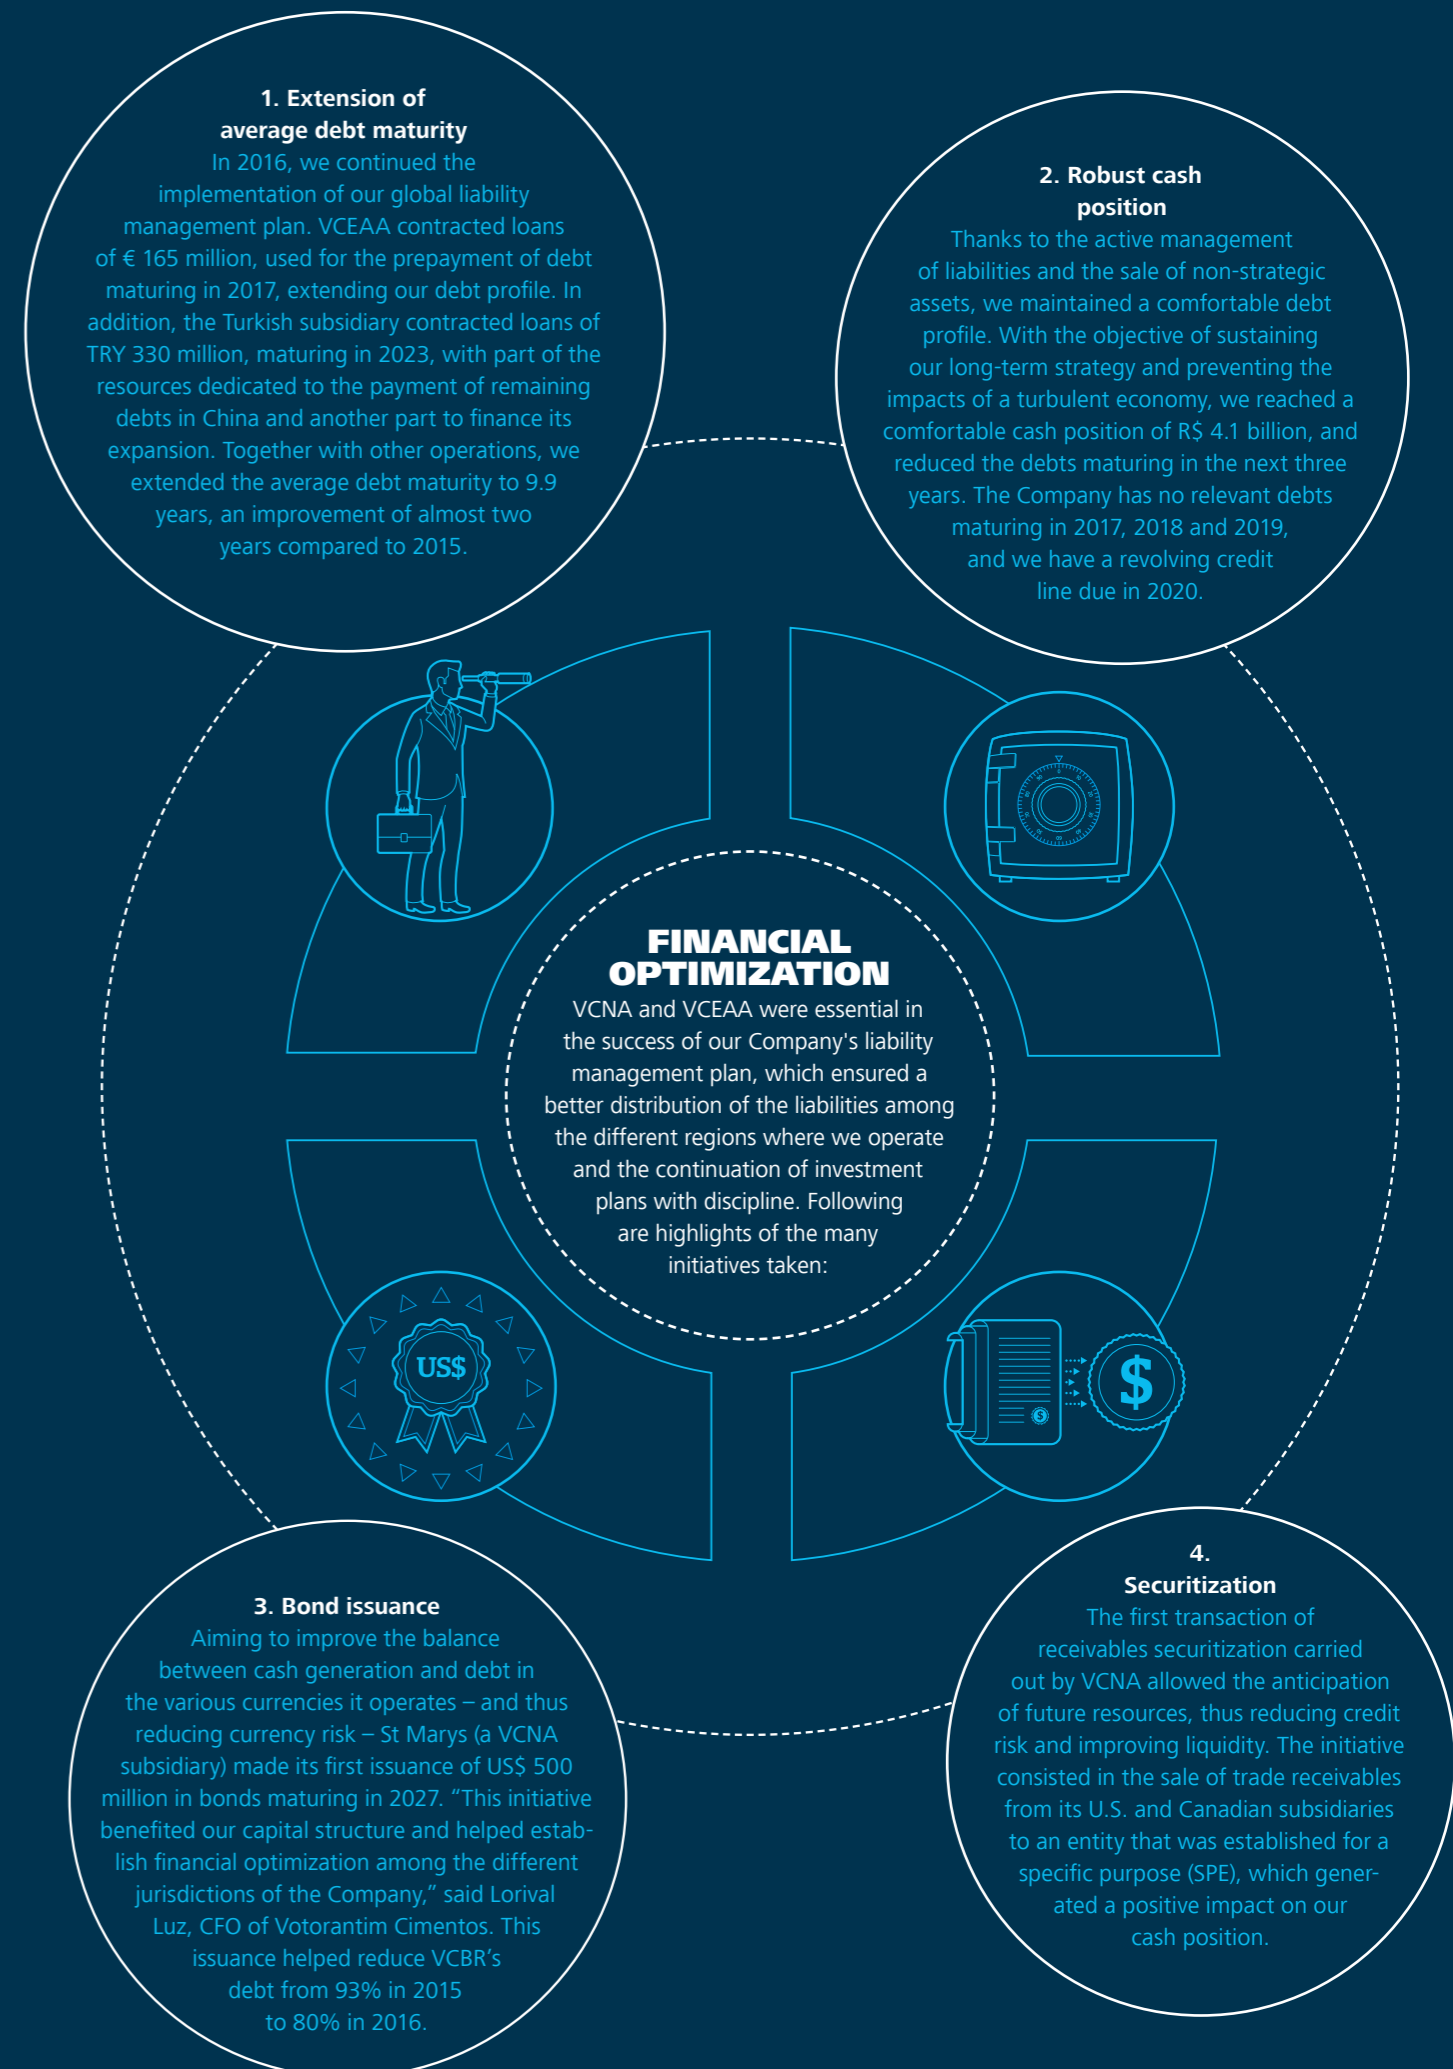 1. Extension of
average debt maturity
In 2016, we continued the
implementation of our global liability
management plan. VCEAA contracted loans
of € 165 million, used for the prepayment of debt
maturing in 2017, extending our debt profile. In
addition, the Turkish subsidiary contracted loans of
TRY 330 million, maturing in 2023, with part of the
resources dedicated to the payment of remaining
debts in China and another part to finance its
expansion. Together with other operations, we
extended the average debt maturity to 9.9
years, an improvement of almost two
years compared to 2015.
2. Robust cash
position
Thanks to the active management
of liabilities and the sale of non-strategic
assets, we maintained a comfortable debt
profile. With the objective of sustaining
our long-term strategy and preventing the
impacts of a turbulent economy, we reached a
comfortable cash position of R$ 4.1 billion, and
reduced the debts maturing in the next three
years. The Company has no relevant debts
maturing in 2017, 2018 and 2019,
and we have a revolving credit
line due in 2020.
FINANCIAL
OPTIMIZATION
VCNA and VCEAA were essential in
the success of our Company's liability
management plan, which ensured a
better distribution of the liabilities among
the different regions where we operate
and the continuation of investment
plans with discipline. Following
are highlights of the many
initiatives taken:
US$
$
$
3. Bond issuance
Aiming to improve the balance
between cash generation and debt in
the various currencies it operates – and thus
reducing currency risk – St Marys (a VCNA
subsidiary) made its first issuance of US$ 500
million in bonds maturing in 2027. “This initiative
benefited our capital structure and helped estab-
lish financial optimization among the different
jurisdictions of the Company,” said Lorival
Luz, CFO of Votorantim Cimentos. This
issuance helped reduce VCBR’s
debt from 93% in 2015
to 80% in 2016.
4.
Securitization
The first transaction of
receivables securitization carried
out by VCNA allowed the anticipation
of future resources, thus reducing credit
risk and improving liquidity. The initiative
consisted in the sale of trade receivables
from its U.S. and Canadian subsidiaries
to an entity that was established for a
specific purpose (SPE), which gener-
ated a positive impact on our
cash position.